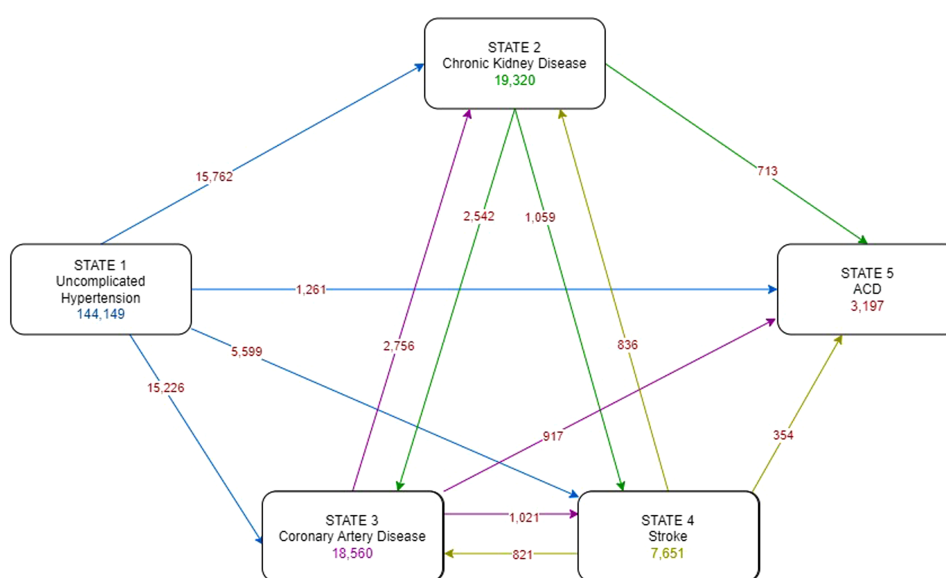 STATE 2
Chronic Kidney Disease
19,320
15,762
713
2,542
1,059
STATE 1
Uncomplicated
Hypertension
144,149
1,261
STATE 5
ACD
3,197
5,599
2,756
836
15,226
917
354
STATE 3
Coronary Artery Disease
18,560
1,021
821
STATE 4
Stroke
7,651